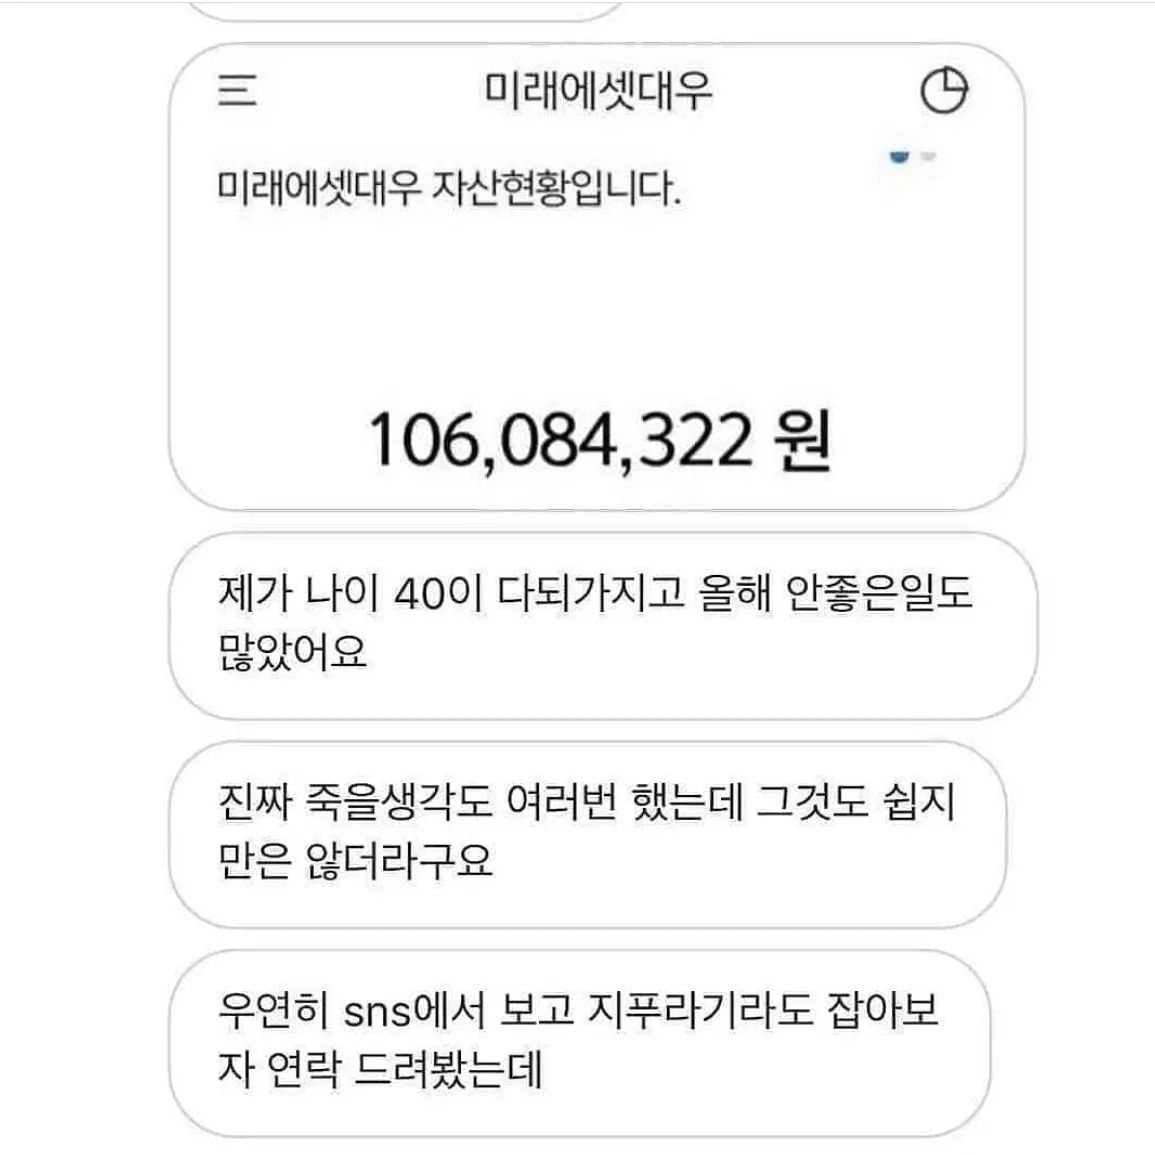 미래에셋대우
미래에셋대우 자산현황입니다.
106,084,322 원
제가 나이 40이 다되가지고 올해 안좋은일도
많았어요
진짜 죽을생각도 여러번 했는데 그것도 쉽지
만은 않더라구요
우연히 sns에서 보고 지푸라기라도 잡아보
자 연락 드려봤는데